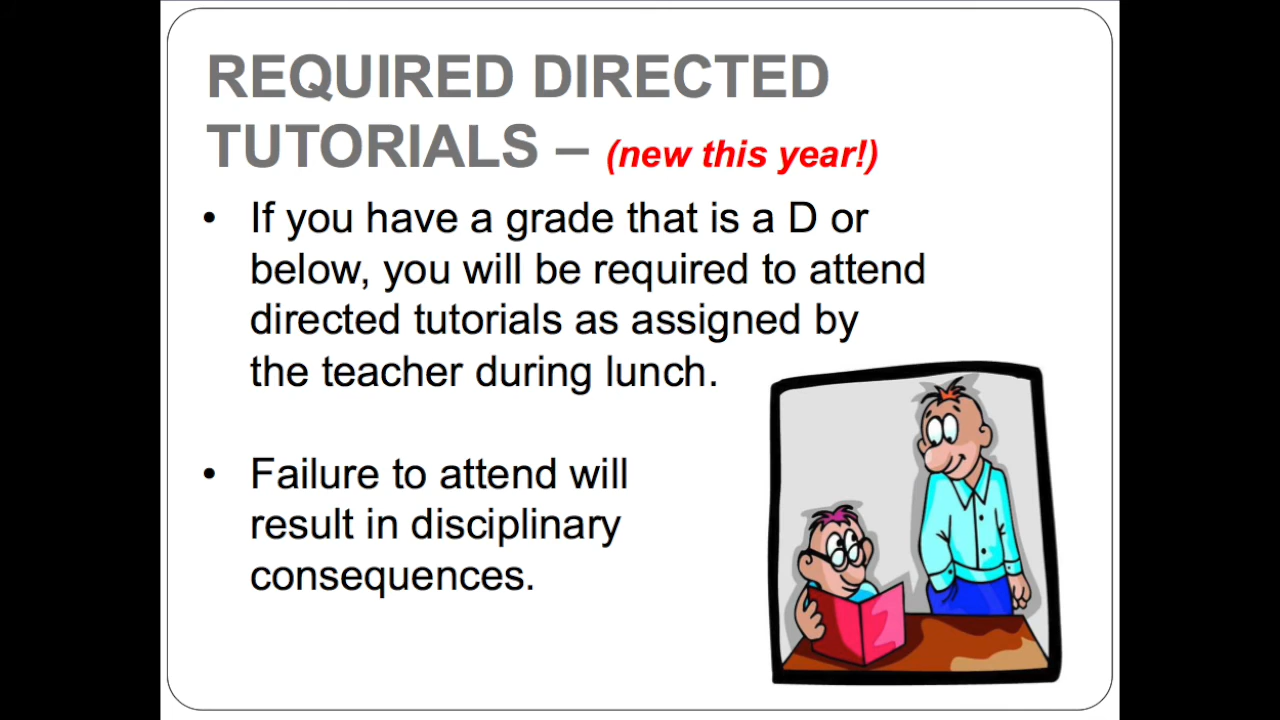 REQUIRED DIRECTED
TUTORIALS – (new this year!)
• If you have a grade that is a D or
below, you will be required to attend
directed tutorials as assigned by
the teacher during lunch.
• Failure to attend will
result in disciplinary
consequences.